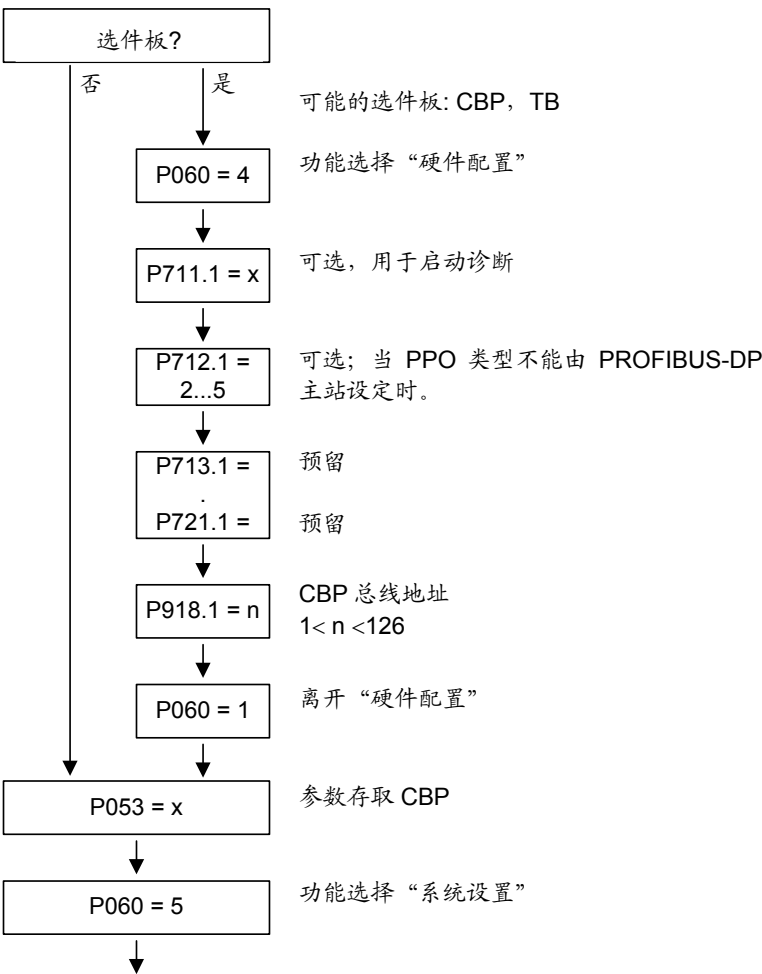 选件板?
否
是
可能的选件板: CBP，TB
P060 = 4
功能选择“硬件配置”
P711.1 = x
可选，用于启动诊断
P712.1 =
2...5
可选；当 PPO 类型不能由 PROFIBUS-DP
主站设定时。
P713.1 =
.
P721.1 =
预留
预留
P918.1 = n
CBP 总线地址
1< n <126
P060 = 1
离开“硬件配置”
P053 = x
参数存取 CBP
P060 = 5
功能选择“系统设置”